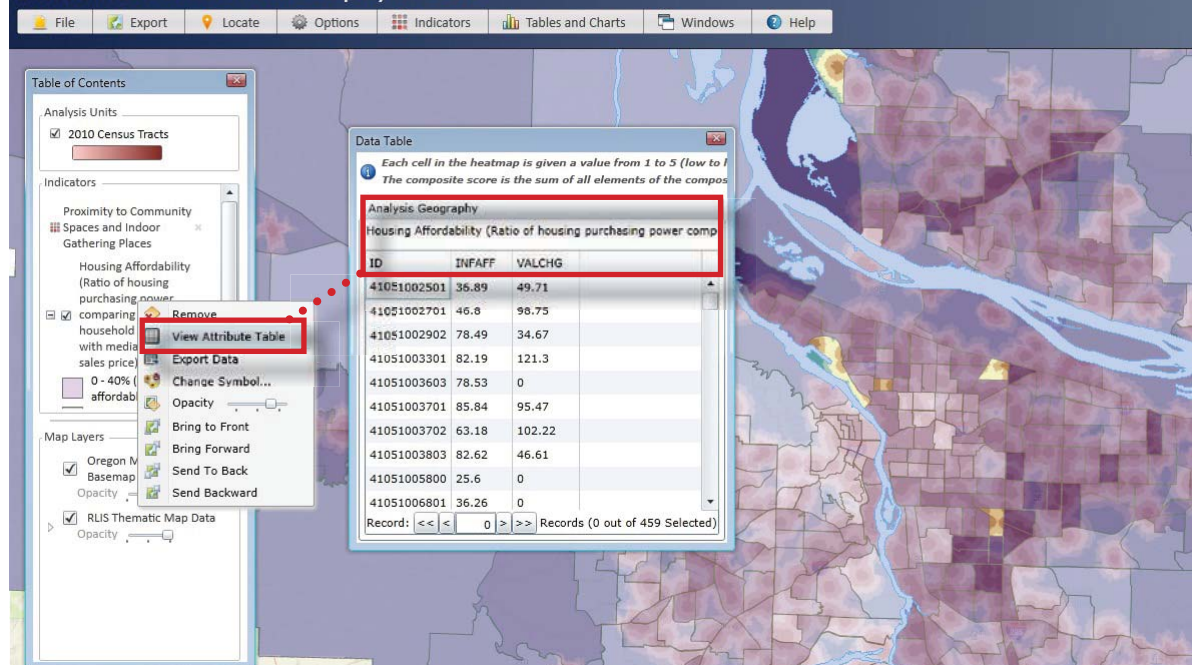 File Export Locate Options Indicators Tables and Charts Windows Help
Table of Contents
Analysis Units
2010 Census Tracts
Indicators
Proximity to Community
Spaces and Indoor
Gathering Places
Housing Affordability
(Ratio of housing
purchasing power
comparing
household
with media
sales price)
0 - 40% (
affordabl
Remove
View Attribute Table
Export Data
Change Symbol...
Opacity
Bring to Front
Bring Forward
Send To Back
Send Backward
Map Layers
Oregon M
Basemap
Opacity
RLIS Thematic Map Data
Opacity
Data Table
Each cell in the heatmap is given a value from 1 to 5 (low to
The composite score is the sum of all elements of the compos
Analysis Geography
Housing Affordability (Ratio of housing purchasing power comp
ID INFAFF VALCHG
41051002501 36.89 49.71
41051002701 46.8 98.75
41051002902 78.49 34.67
41051003301 82.19 121.3
41051003603 78.53 0
41051003701 85.84 95.47
41051003702 63.18 102.22
41051003803 82.62 46.61
41051005800 25.6 0
41051006801 36.26 0
Record: << < 0 > >> Records (0 out of 459 Selected)